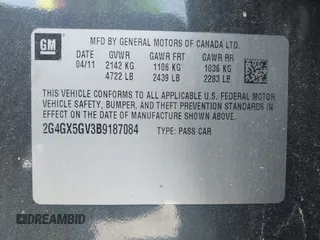 GM
MFD BY GENERAL MOTORS OF CANADA LTD.
DATE GVWR GAWR FRT GAWR RR
04/11 2142 KG 1106 KG 1036 KG
4722 LB 2439 LB 2283 LB
THIS VEHICLE CONFORMS TO ALL APPLICABLE U.S. FEDERAL MOTOR
VEHICLE SAFETY, BUMPER, AND THEFT PREVENTION STANDARDS
IN EFFECT ON THE DATE OF MANUFACTURE SHOWN ABOVE.
2G4GX5GV3B9187084 TYPE: PASS CAR
DREAMBID